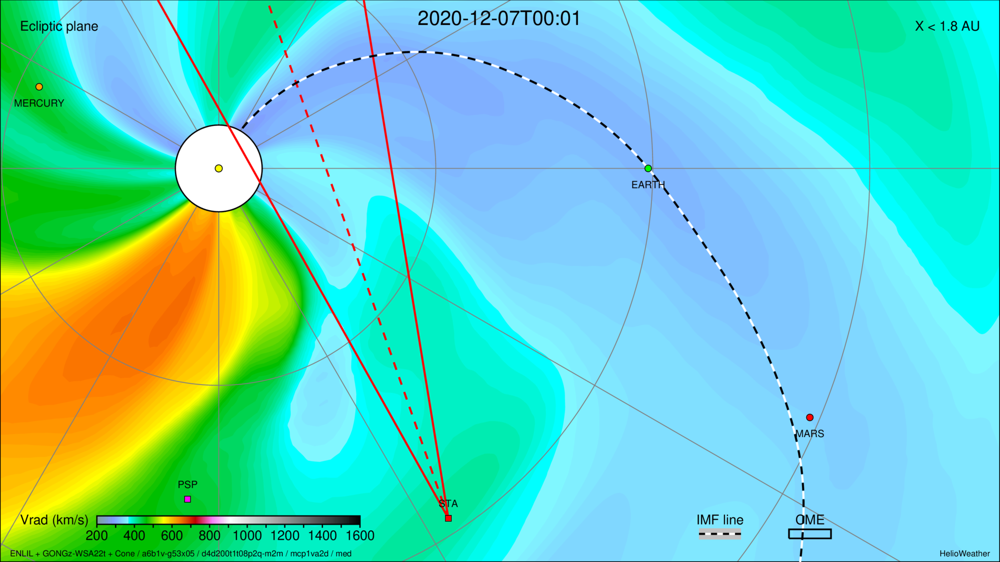 2020-12-07T00:01
Ecliptic plane
X < 1.8 AU
MERCURY
EARTH
MARS
PSP
STA
Vrad (km/s)
200 400 600 800 1000 1200 1400 1600
IMF line
CME
ENLIL + GONGz-WSA22t + Cone / a6b1v-g53x05 / d4d200t1t08p2q-m2m / mcp1va2d / med
HelioWeather